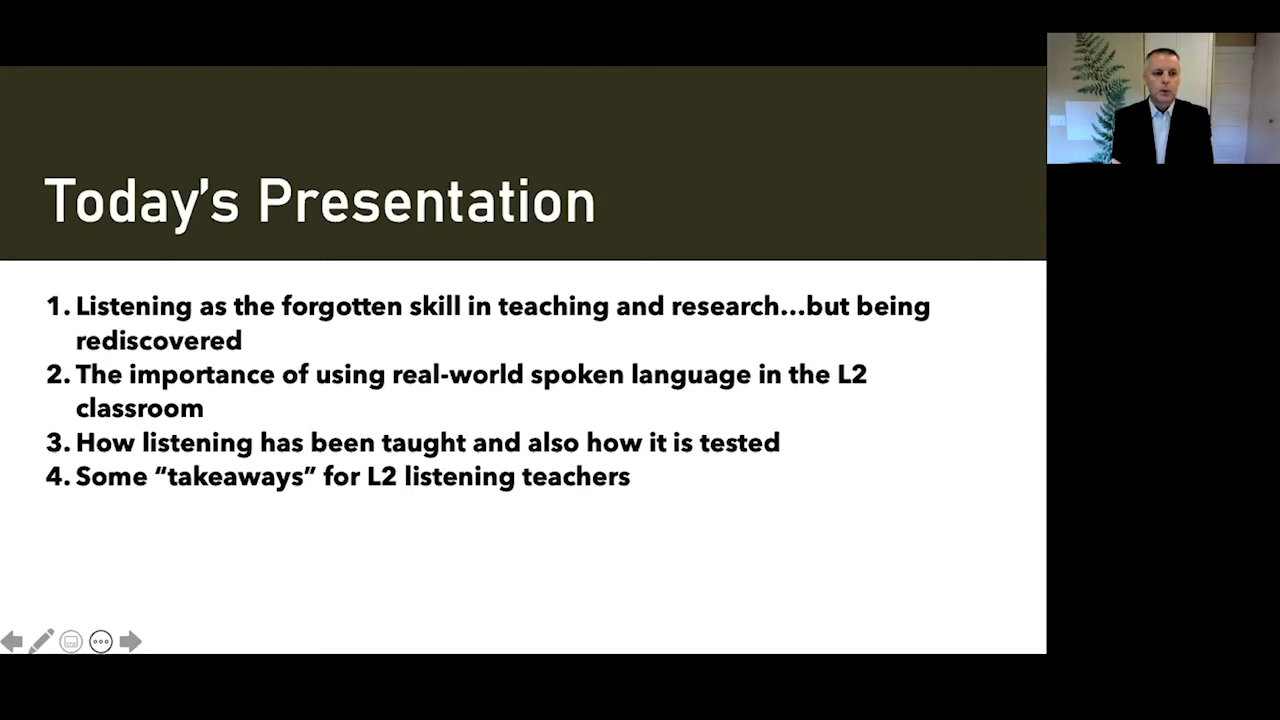 Today’s Presentation
1. Listening as the forgotten skill in teaching and research...but being
rediscovered
2. The importance of using real-world spoken language in the L2
classroom
3. How listening has been taught and also how it is tested
4. Some “takeaways” for L2 listening teachers